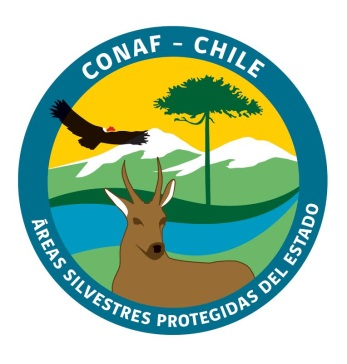 CONAF – CHILE
ÁREAS SILVESTRES PROTEGIDAS DEL ESTADO